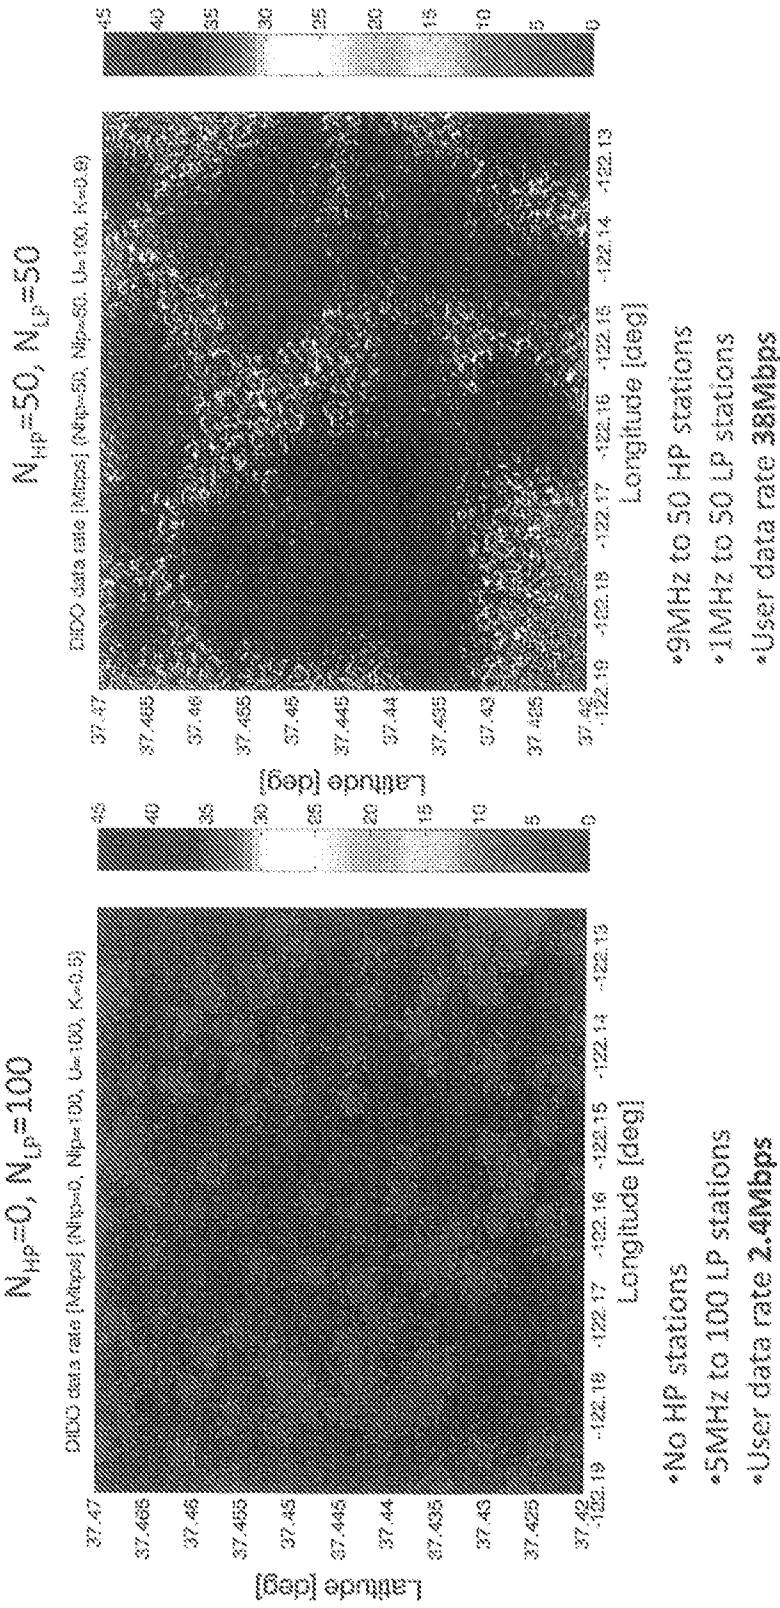 N_HP=0, N_LP=100
DIDO data rate [Mbps] (Nhp=0, Nlp=100, U=100, K=0.5)
37.47
37.465
37.46
37.455
37.45
37.445
37.44
37.435
37.43
37.425
37.42
Latitude [deg]
-122.19 -122.18 -122.17 -122.16 -122.15 -122.14 -122.13
Longitude [deg]
45
40
35
30
25
20
15
10
5
0
•No HP stations
•5MHz to 100 LP stations
•User data rate 2.4Mbps
N_HP=50, N_LP=50
DIDO data rate [Mbps] (Nhp=50, Nlp=50, U=100, K=0.9)
37.47
37.465
37.46
37.455
37.45
37.445
37.44
37.435
37.43
37.425
37.42
Latitude [deg]
-122.19 -122.18 -122.17 -122.16 -122.15 -122.14 -122.13
Longitude [deg]
45
40
35
30
25
20
15
10
5
0
•9MHz to 50 HP stations
•1MHz to 50 LP stations
•User data rate 38Mbps